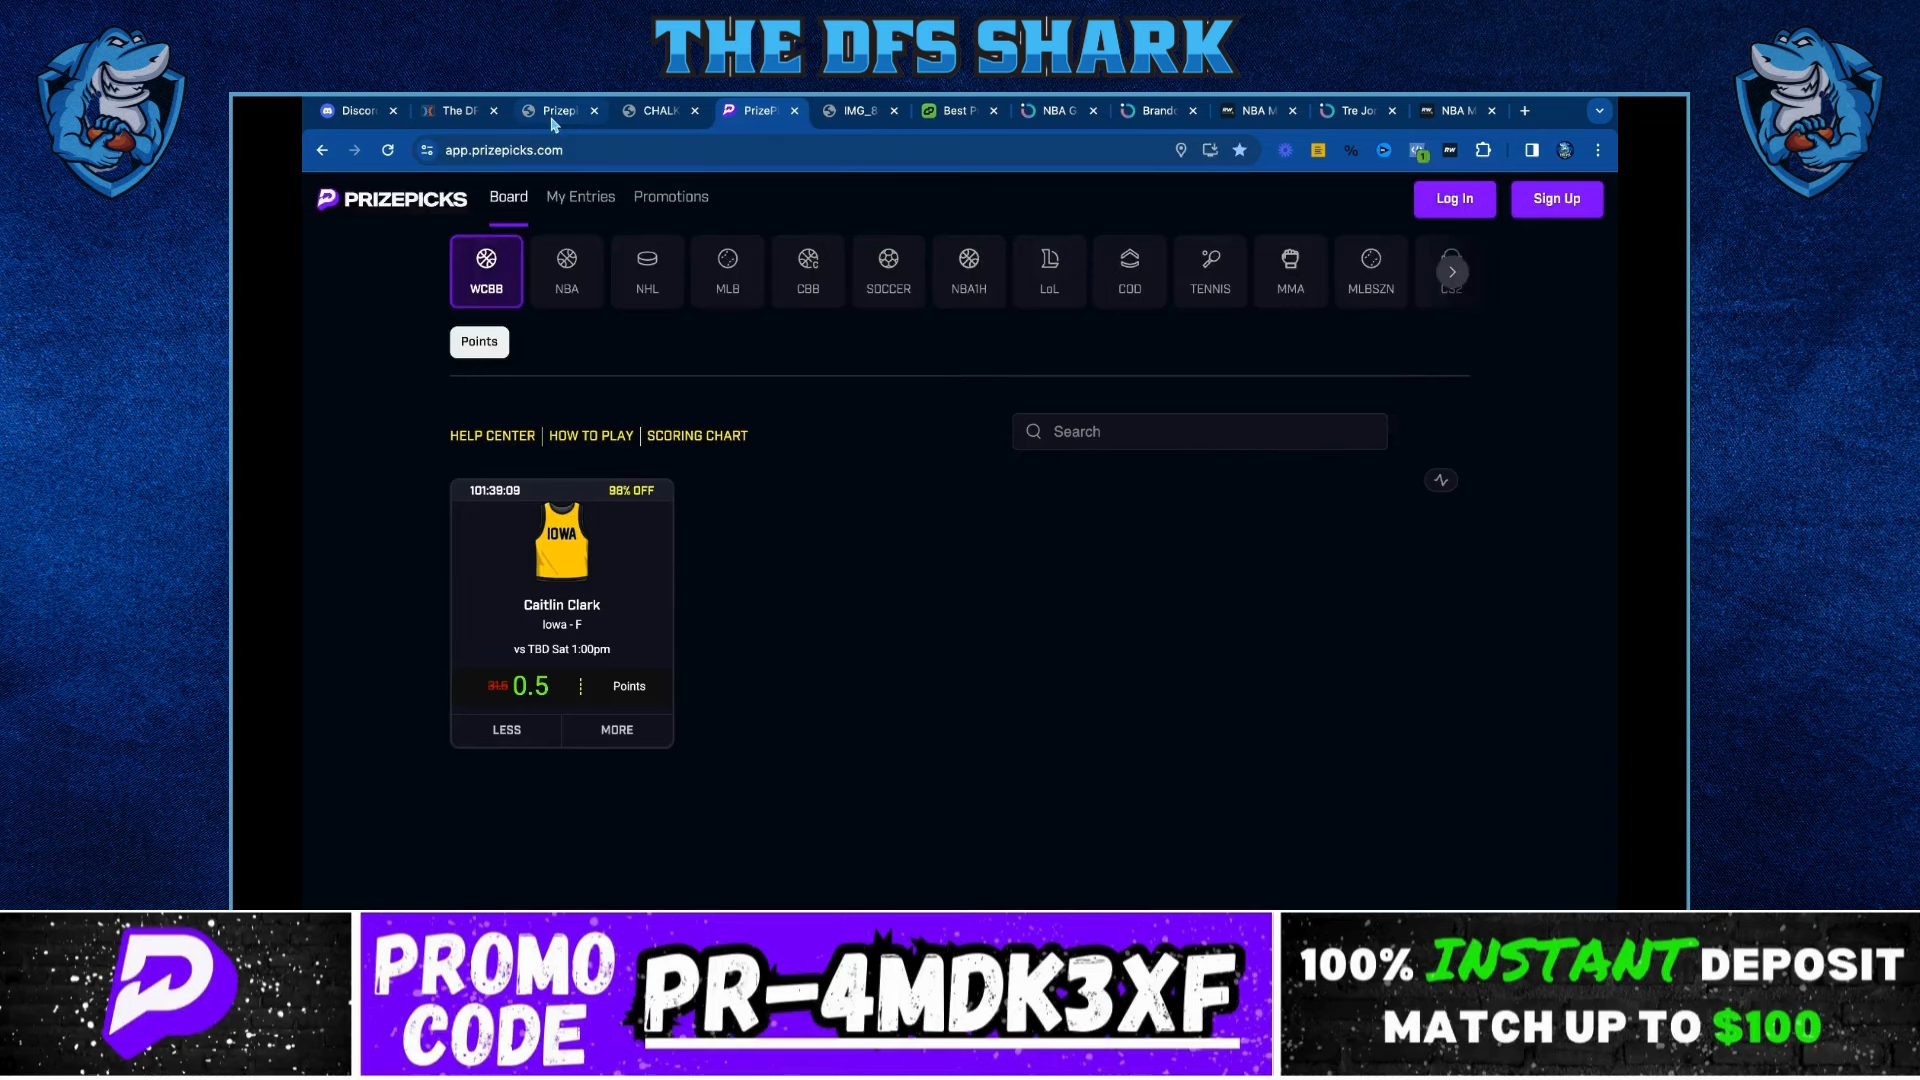 THE DFS SHARK
Discor The DF Prizepi CHALK PrizeP IMG_8 Best P NBA G Brando NBA M Tre Jor NBA M
app.prizepicks.com
PRIZEPICKS Board My Entries Promotions Log In Sign Up
WCBB NBA NHL MLB CBB SOCCER NBA1H LoL COD TENNIS MMA MLBSZN CS2
Points
HELP CENTER HOW TO PLAY SCORING CHART Search
101:39:09 98% OFF
IOWA
Caitlin Clark
Iowa - F
vs TBD Sat 1:00pm
31.5 0.5 Points
LESS MORE
PROMO
CODE
PR-4MDK3XF
100% INSTANT DEPOSIT
MATCH UP TO $100